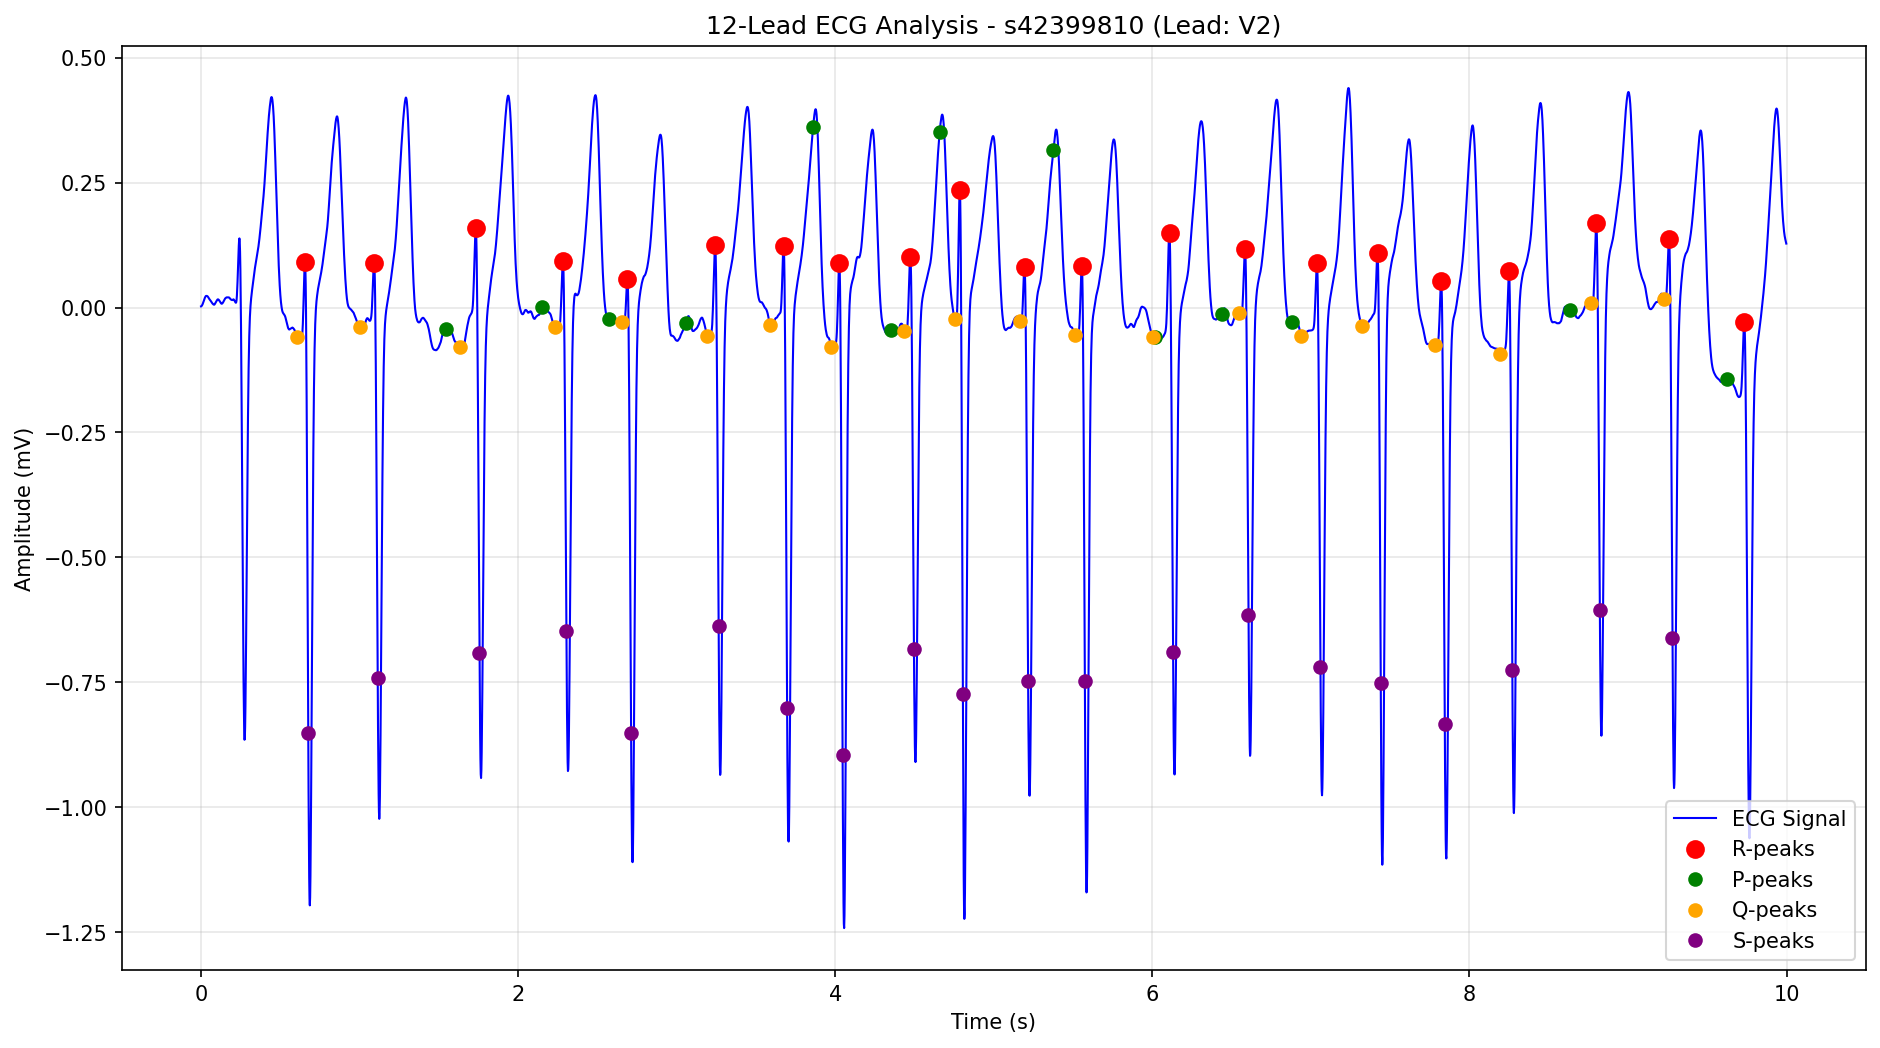 12-Lead ECG Analysis - s42399810 (Lead: V2)
0.50
0.25
0.00
−0.25
−0.50
−0.75
−1.00
−1.25
Amplitude (mV)
ECG Signal
R-peaks
P-peaks
Q-peaks
S-peaks
0 2 4 6 8 10
Time (s)